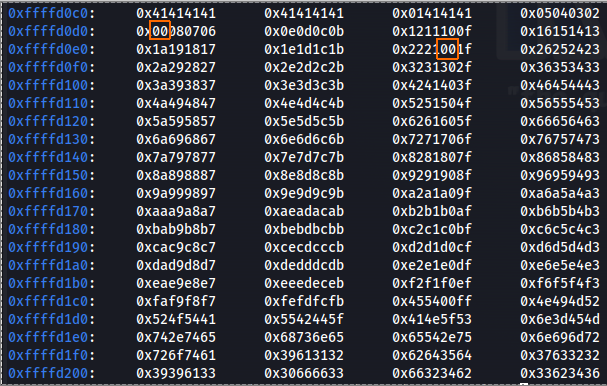 0xffffd0c0: 0x41414141 0x41414141 0x01414141 0x05040302
0xffffd0d0: 0x00080706 0x0e0d0c0b 0x1211100f 0x16151413
0xffffd0e0: 0x1a191817 0x1e1d1c1b 0x2221001f 0x26252423
0xffffd0f0: 0x2a292827 0x2e2d2c2b 0x3231302f 0x36353433
0xffffd100: 0x3a393837 0x3e3d3c3b 0x4241403f 0x46454443
0xffffd110: 0x4a494847 0x4e4d4c4b 0x5251504f 0x56555453
0xffffd120: 0x5a595857 0x5e5d5c5b 0x6261605f 0x66656463
0xffffd130: 0x6a696867 0x6e6d6c6b 0x7271706f 0x76757473
0xffffd140: 0x7a797877 0x7e7d7c7b 0x8281807f 0x86858483
0xffffd150: 0x8a898887 0x8e8d8c8b 0x9291908f 0x96959493
0xffffd160: 0x9a999897 0x9e9d9c9b 0xa2a1a09f 0xa6a5a4a3
0xffffd170: 0xaaa9a8a7 0xaeadacab 0xb2b1b0af 0xb6b5b4b3
0xffffd180: 0xbab9b8b7 0xbebdbcbb 0xc2c1c0bf 0xc6c5c4c3
0xffffd190: 0xcac9c8c7 0xcecdcccb 0xd2d1d0cf 0xd6d5d4d3
0xffffd1a0: 0xdad9d8d7 0xdedddcdb 0xe2e1e0df 0xe6e5e4e3
0xffffd1b0: 0xeae9e8e7 0xeeedeceb 0xf2f1f0ef 0xf6f5f4f3
0xffffd1c0: 0xfaf9f8f7 0xfefdfcfb 0x455400ff 0x4e494d52
0xffffd1d0: 0x524f5441 0x5542445f 0x414e5f53 0x6e3d454d
0xffffd1e0: 0x742e7465 0x68736e65 0x65542e75 0x6e696d72
0xffffd1f0: 0x726f7461 0x39613132 0x62643564 0x37633232
0xffffd200: 0x39396133 0x30666633 0x66323462 0x33623436